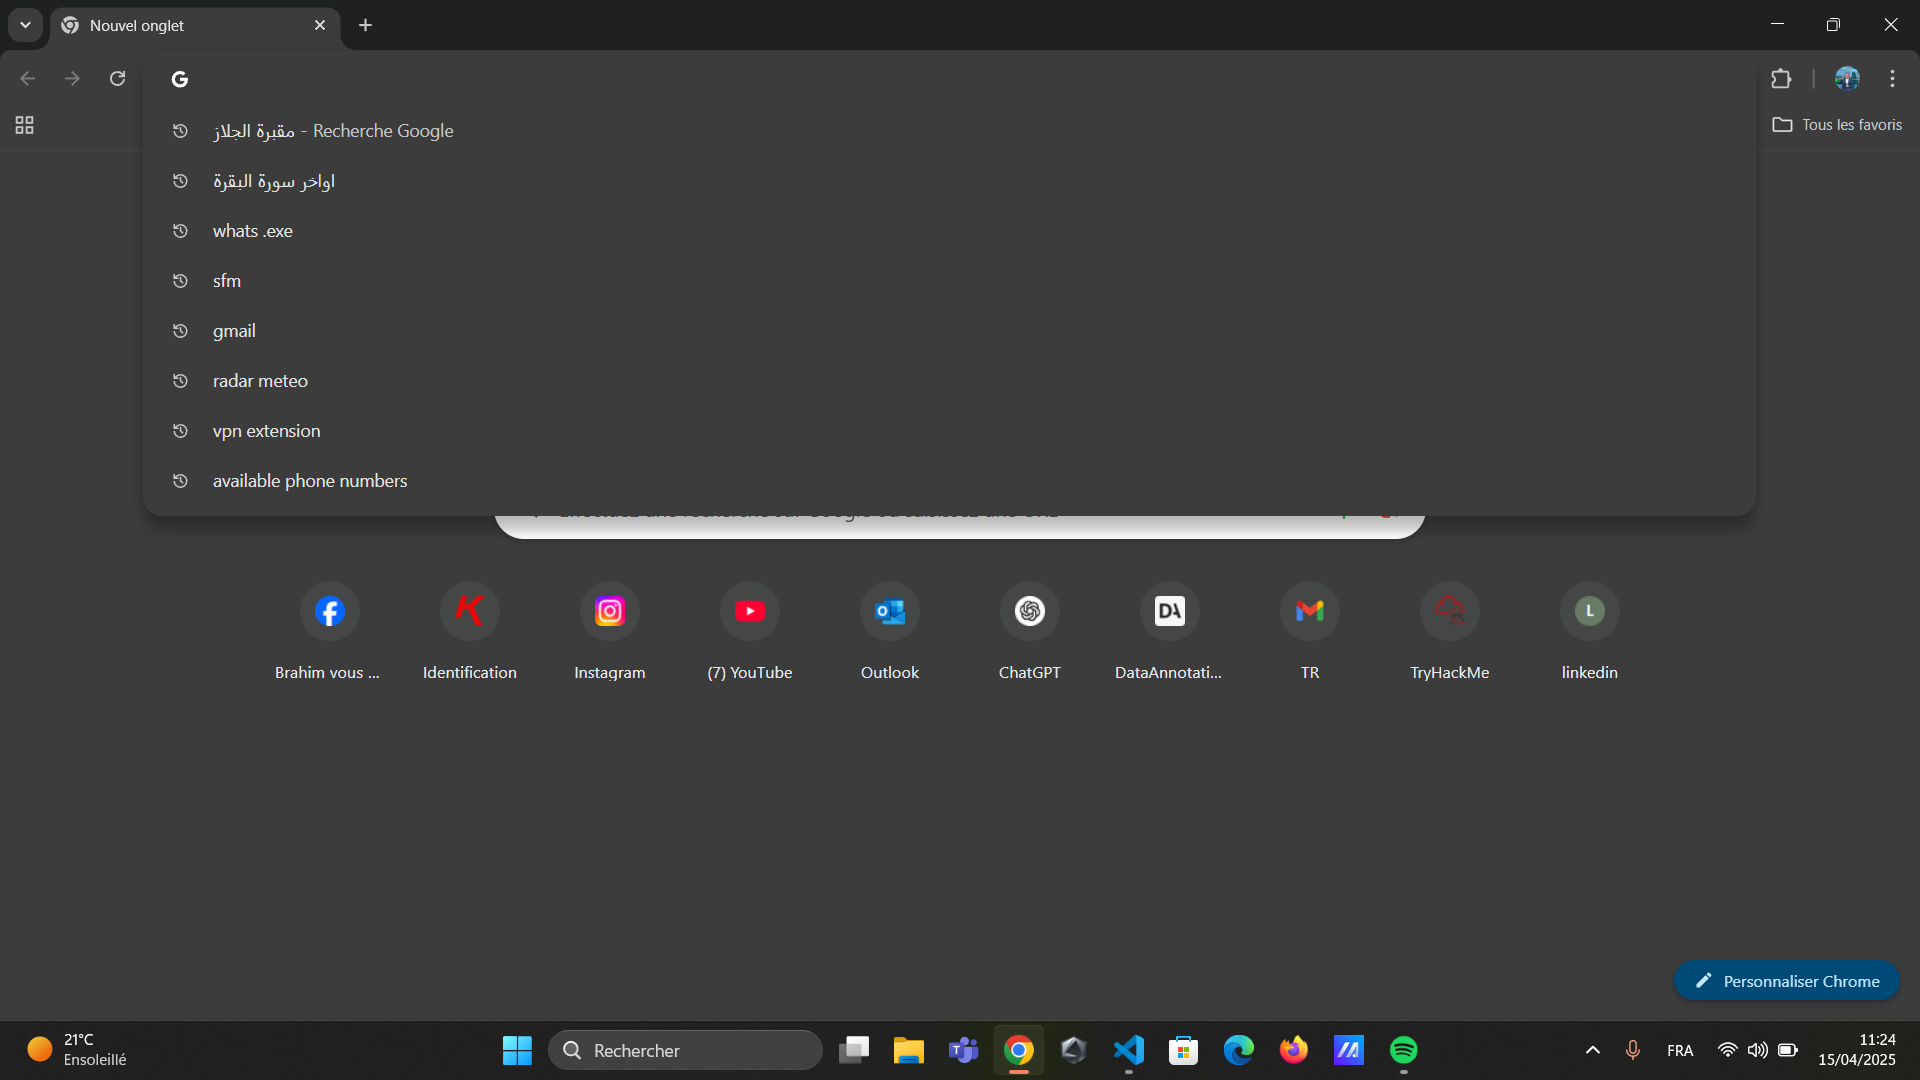 Nouvel onglet
G
Tous les favoris
مقبرة الجلاز - Recherche Google
اواخر سورة البقرة
whats .exe
sfm
gmail
radar meteo
vpn extension
available phone numbers
DA
L
Brahim vous ...
Identification
Instagram
(7) YouTube
Outlook
ChatGPT
DataAnnotati...
TR
TryHackMe
linkedin
Personnaliser Chrome
21°C
Ensoleillé
Rechercher
FRA
11:24
15/04/2025